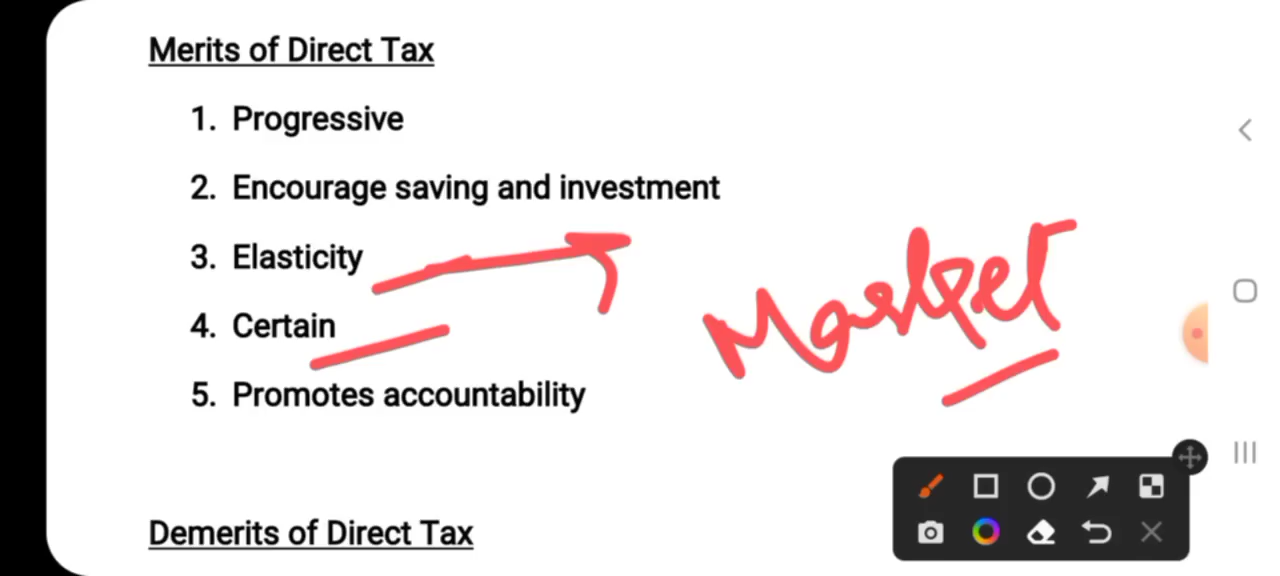 Merits of Direct Tax
1. Progressive
2. Encourage saving and investment
3. Elasticity
Market
4. Certain
5. Promotes accountability
Demerits of Direct Tax